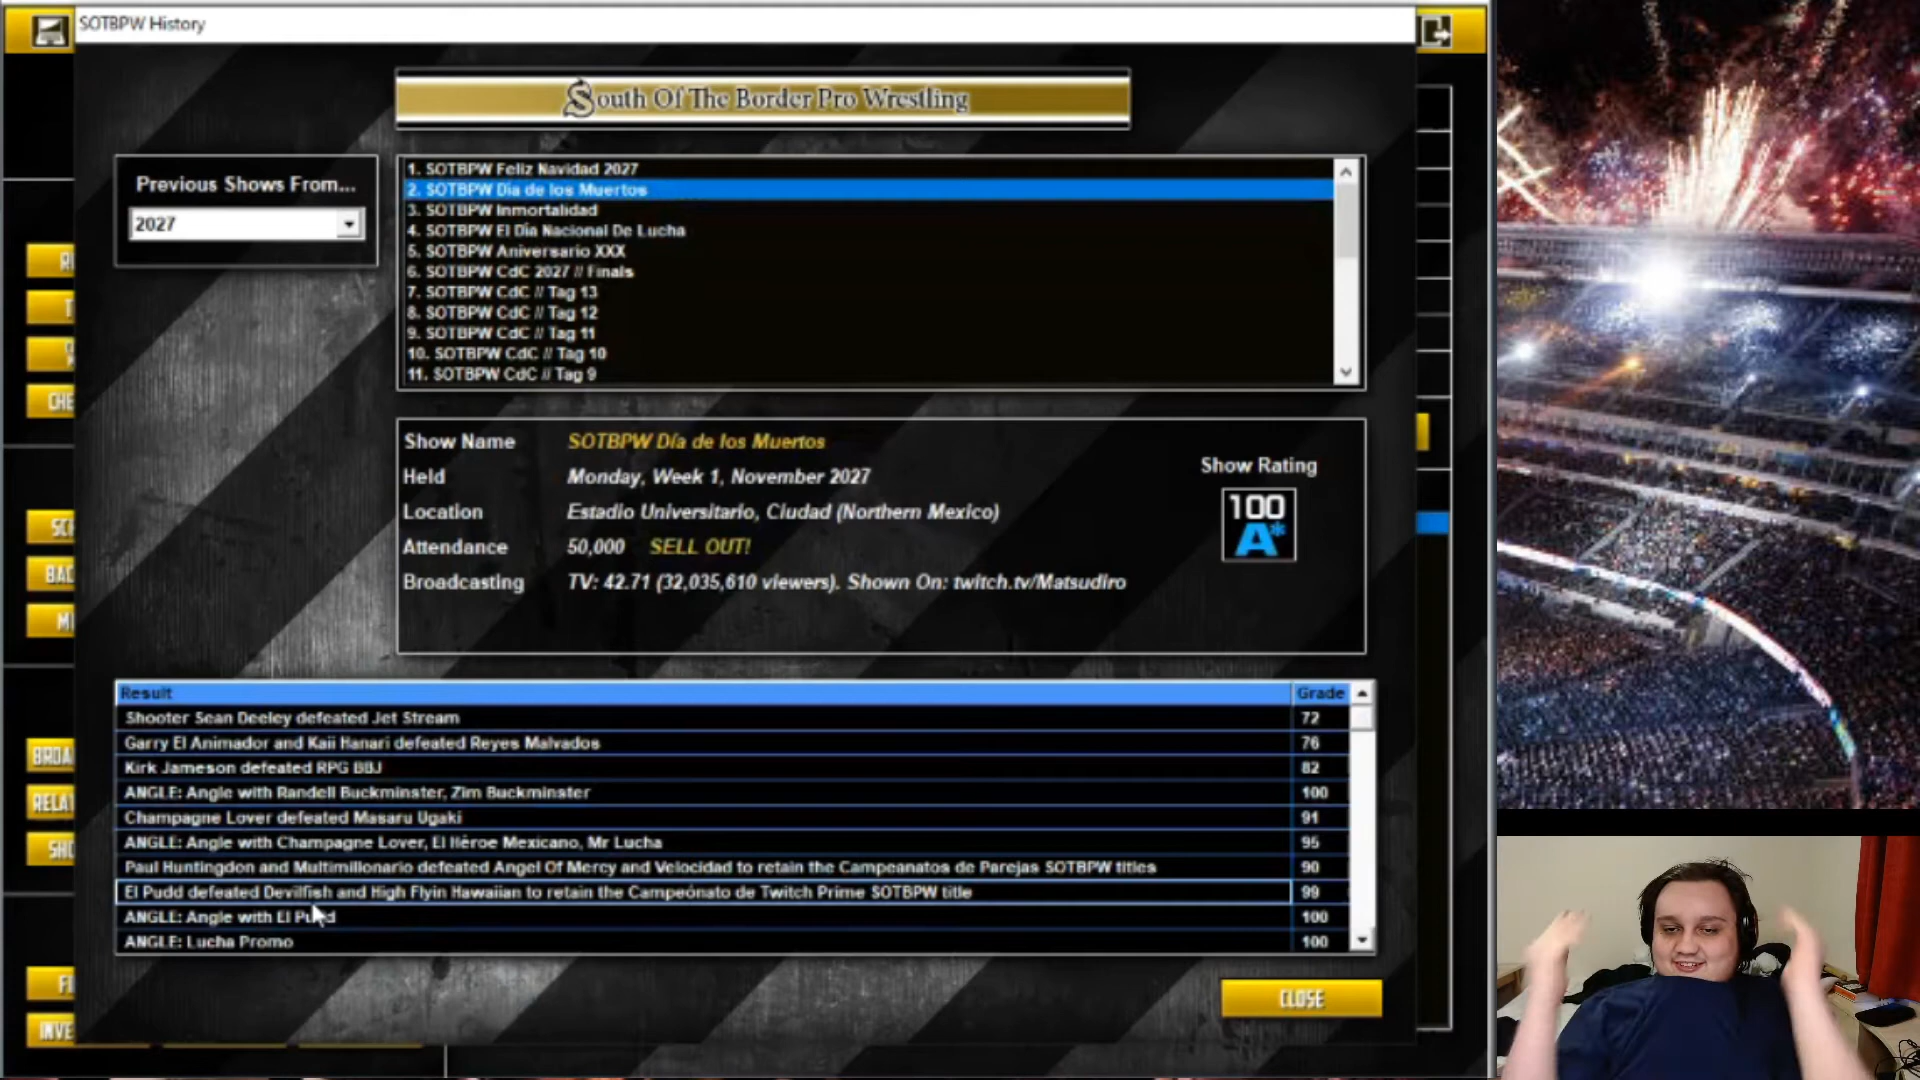 SOTBPW History
South Of The Border Pro Wrestling
Previous Shows From...
2027
1. SOTBPW Feliz Navidad 2027
2. SOTBPW Día de los Muertos
3. SOTBPW Inmortalidad
4. SOTBPW El Día Nacional De Lucha
5. SOTBPW Aniversario XXX
6. SOTBPW CdC 2027 // Finals
7. SOTBPW CdC // Tag 13
8. SOTBPW CdC // Tag 12
9. SOTBPW CdC // Tag 11
10. SOTBPW CdC // Tag 10
11. SOTBPW CdC // Tag 9
Show Name SOTBPW Día de los Muertos
Held Monday, Week 1, November 2027
Location Estadio Universitario, Ciudad (Northern Mexico)
Attendance 50,000 SELL OUT!
Broadcasting TV: 42.71 (32,035,610 viewers). Shown On: twitch.tv/Matsudiro
Show Rating
100
A*
Result Grade
Shooter Sean Deeley defeated Jet Stream 72
Garry El Animador and Kaii Hanari defeated Reyes Malvados 76
Kirk Jameson defeated RPG BBJ 82
ANGLE: Angle with Randell Buckminster, Zim Buckminster 100
Champagne Lover defeated Masaru Ugaki 91
ANGLE: Angle with Champagne Lover, El Héroe Mexicano, Mr Lucha 95
Paul Huntingdon and Multimillonario defeated Angel Of Mercy and Velocidad to retain the Campeanatos de Parejas SOTBPW titles 90
El Pudd defeated Devilfish and High Flyin Hawaiian to retain the Campeónato de Twitch Prime SOTBPW title 99
ANGLE: Angle with El Pudd 100
ANGLE: Lucha Promo 100
CLOSE